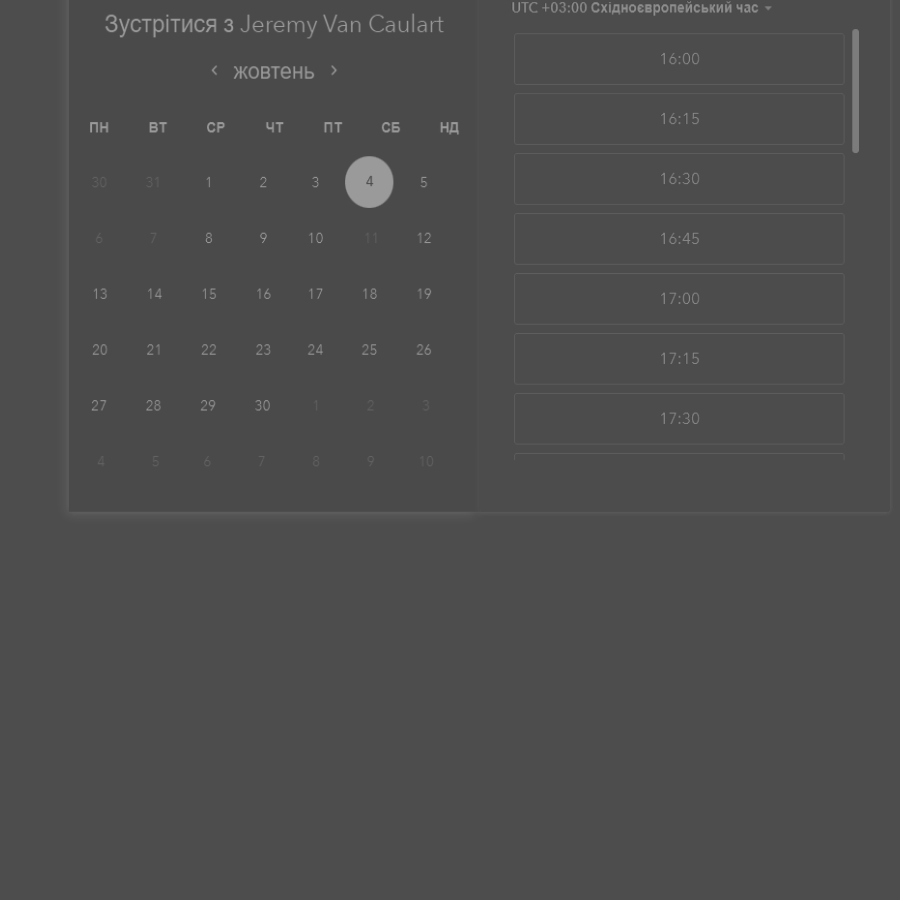 Зустрітися з Jeremy Van Caulart
жовтень
ПН ВТ СР ЧТ ПТ СБ НД
30 31 1 2 3 4 5
6 7 8 9 10 11 12
13 14 15 16 17 18 19
20 21 22 23 24 25 26
27 28 29 30 1 2 3
4 5 6 7 8 9 10
UTC +03:00 Східноєвропейський час
16:00
16:15
16:30
16:45
17:00
17:15
17:30